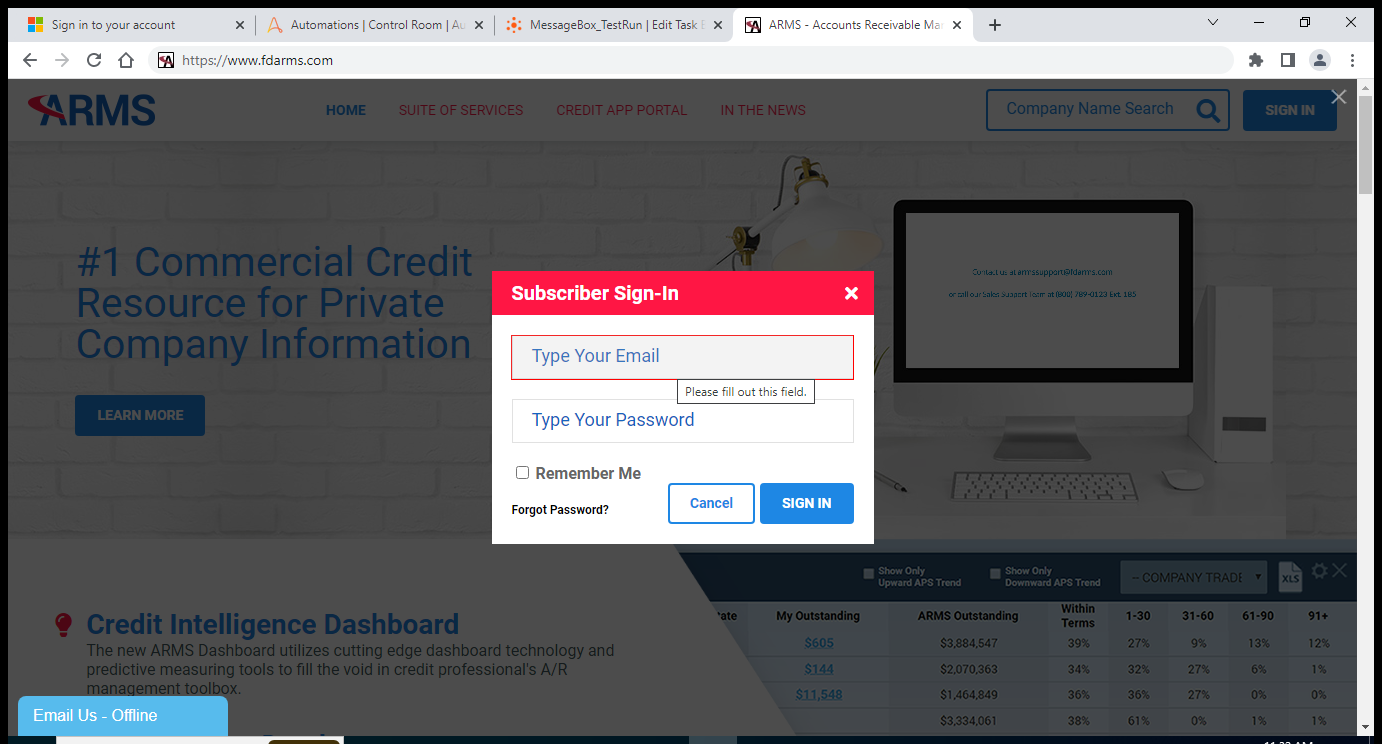 Sign in to your account
Automations | Control Room | Au
MessageBox_TestRun | Edit Task B
ARMS - Accounts Receivable Ma
https://www.fdarms.com
ARMS
HOME
SUITE OF SERVICES
CREDIT APP PORTAL
IN THE NEWS
Company Name Search
SIGN IN
#1 Commercial Credit
Resource for Private
Company Information
LEARN MORE
Contact us at armssupport@fdarms.com
or call our Sales Support Team at (800) 789-0123 Ext. 185
Subscriber Sign-In
Type Your Email
Please fill out this field.
Type Your Password
Remember Me
Forgot Password?
Cancel
SIGN IN
Credit Intelligence Dashboard
The new ARMS Dashboard utilizes cutting edge dashboard technology and
predictive measuring tools to fill the void in credit professional's A/R
management toolbox.
Email Us - Offline
Show Only
Upward APS Trend
Show Only
Downward APS Trend
-- COMPANY TRADE
XLS
My Outstanding ARMS Outstanding Within Terms 1-30 31-60 61-90 91+
$605 $3,884,547 39% 27% 9% 13% 12%
$144 $2,070,363 34% 32% 27% 6% 1%
$11,548 $1,464,849 36% 36% 27% 0% 0%
$3,334,061 38% 61% 0% 1% 1%